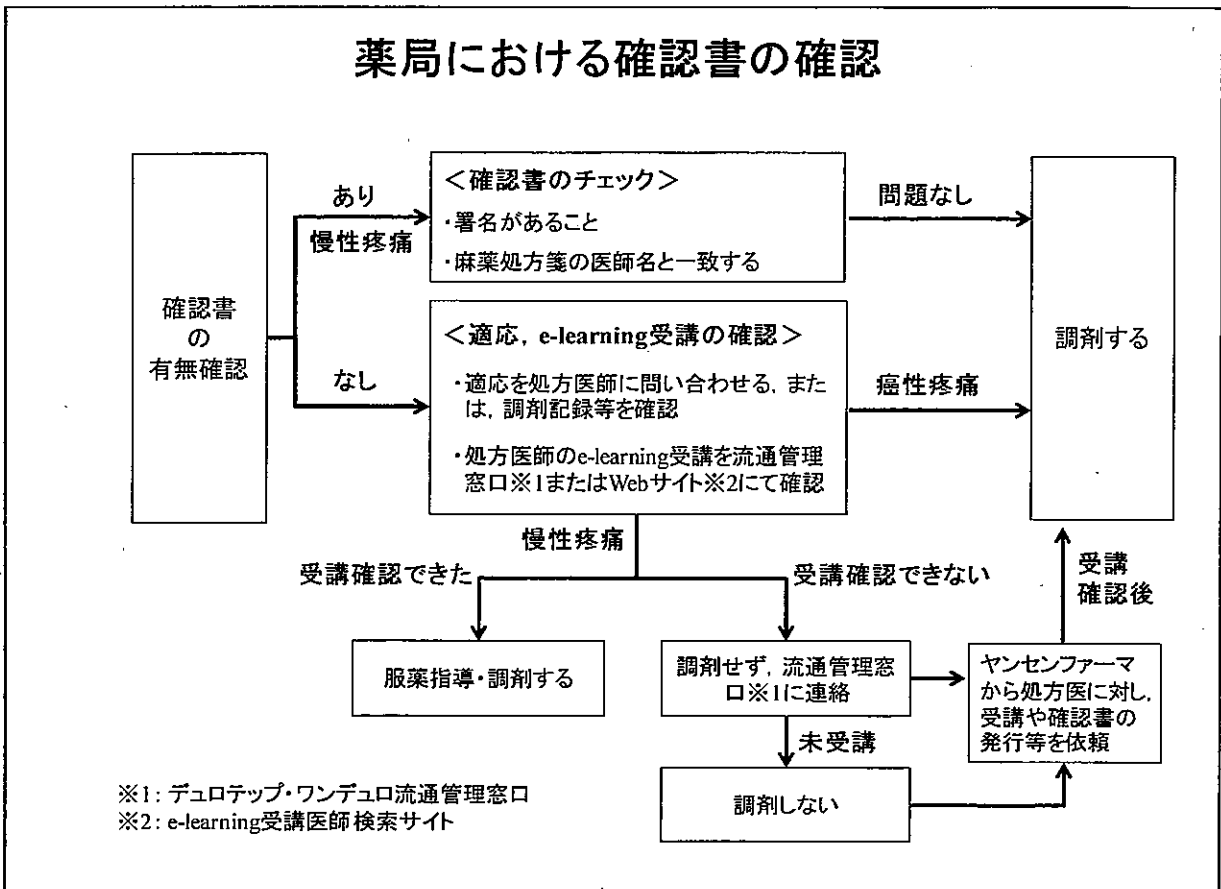 薬局における確認書の確認
確認書
の
有無確認
あり
慢性疼痛
なし
＜確認書のチェック＞
・署名があること
・麻薬処方箋の医師名と一致する
問題なし
＜適応, e-learning受講の確認＞
・適応を処方医師に問い合わせる, また
は, 調剤記録等を確認
・処方医師のe-learning受講を流通管理
窓口※1またはWebサイト※2にて確認
癌性疼痛
調剤する
慢性疼痛
受講確認できた
受講確認できない
受講
確認後
服薬指導・調剤する
調剤せず, 流通管理窓
口※1に連絡
ヤンセンファーマ
から処方医に対し,
受講や確認書の
発行等を依頼
未受講
調剤しない
※1: デュロテップ・ワンデュロ流通管理窓口
※2: e-learning受講医師検索サイト